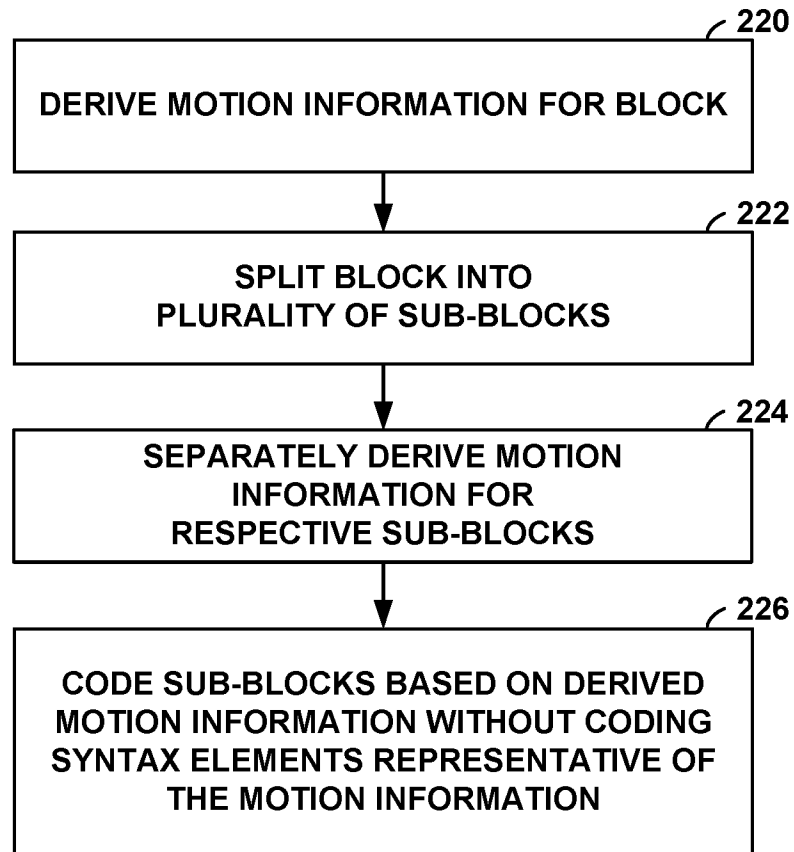 220
DERIVE MOTION INFORMATION FOR BLOCK
222
SPLIT BLOCK INTO
PLURALITY OF SUB-BLOCKS
224
SEPARATELY DERIVE MOTION
INFORMATION FOR
RESPECTIVE SUB-BLOCKS
226
CODE SUB-BLOCKS BASED ON DERIVED
MOTION INFORMATION WITHOUT CODING
SYNTAX ELEMENTS REPRESENTATIVE OF
THE MOTION INFORMATION